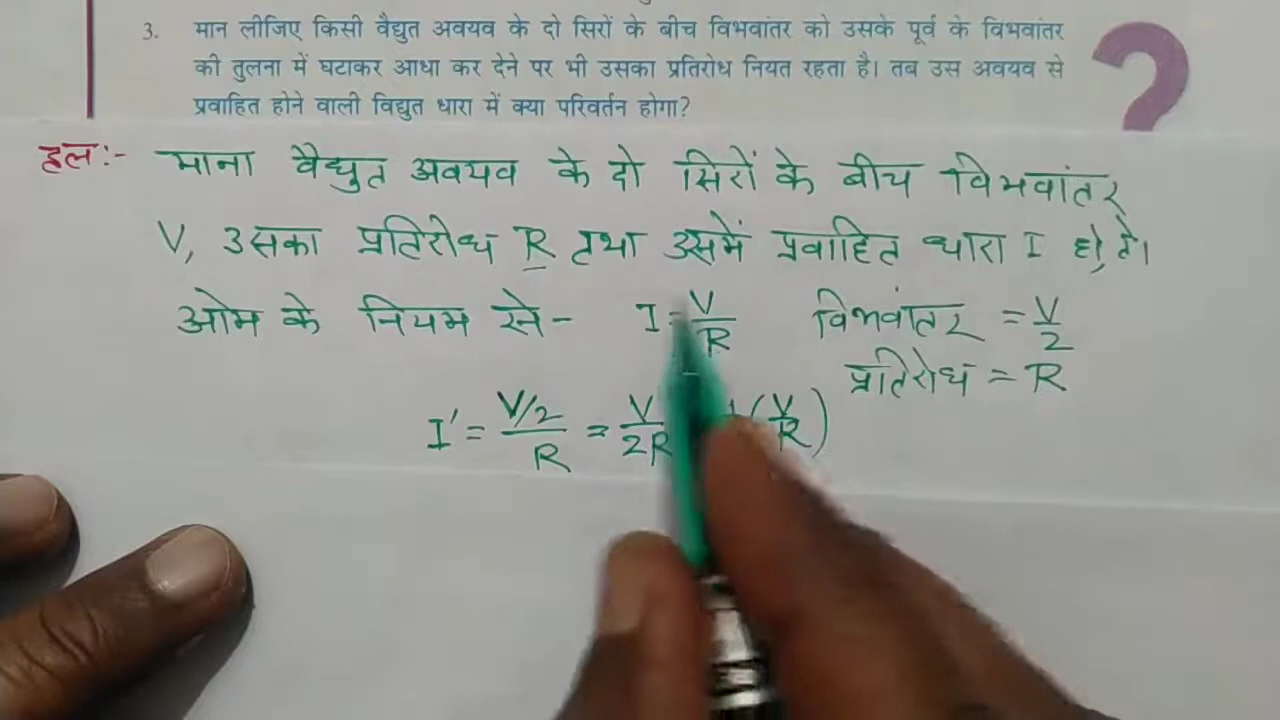 3. मान लीजिए किसी वैद्युत अवयव के दो सिरों के बीच विभवांतर को उसके पूर्व के विभवांतर
की तुलना में घटाकर आधा कर देने पर भी उसका प्रतिरोध नियत रहता है। तब उस अवयव से
प्रवाहित होने वाली विद्युत धारा में क्या परिवर्तन होगा?
?
हल:- माना वैद्युत अवयव के दो सिरों के बीच विभवांतर
V, उसका प्रतिरोध R तथा उसमें प्रवाहित धारा I हो, तो।
ओम के नियम से- I = V/R विभवांतर = V/2
प्रतिरोध = R
I' = V/2/R = V/2R (V/R)